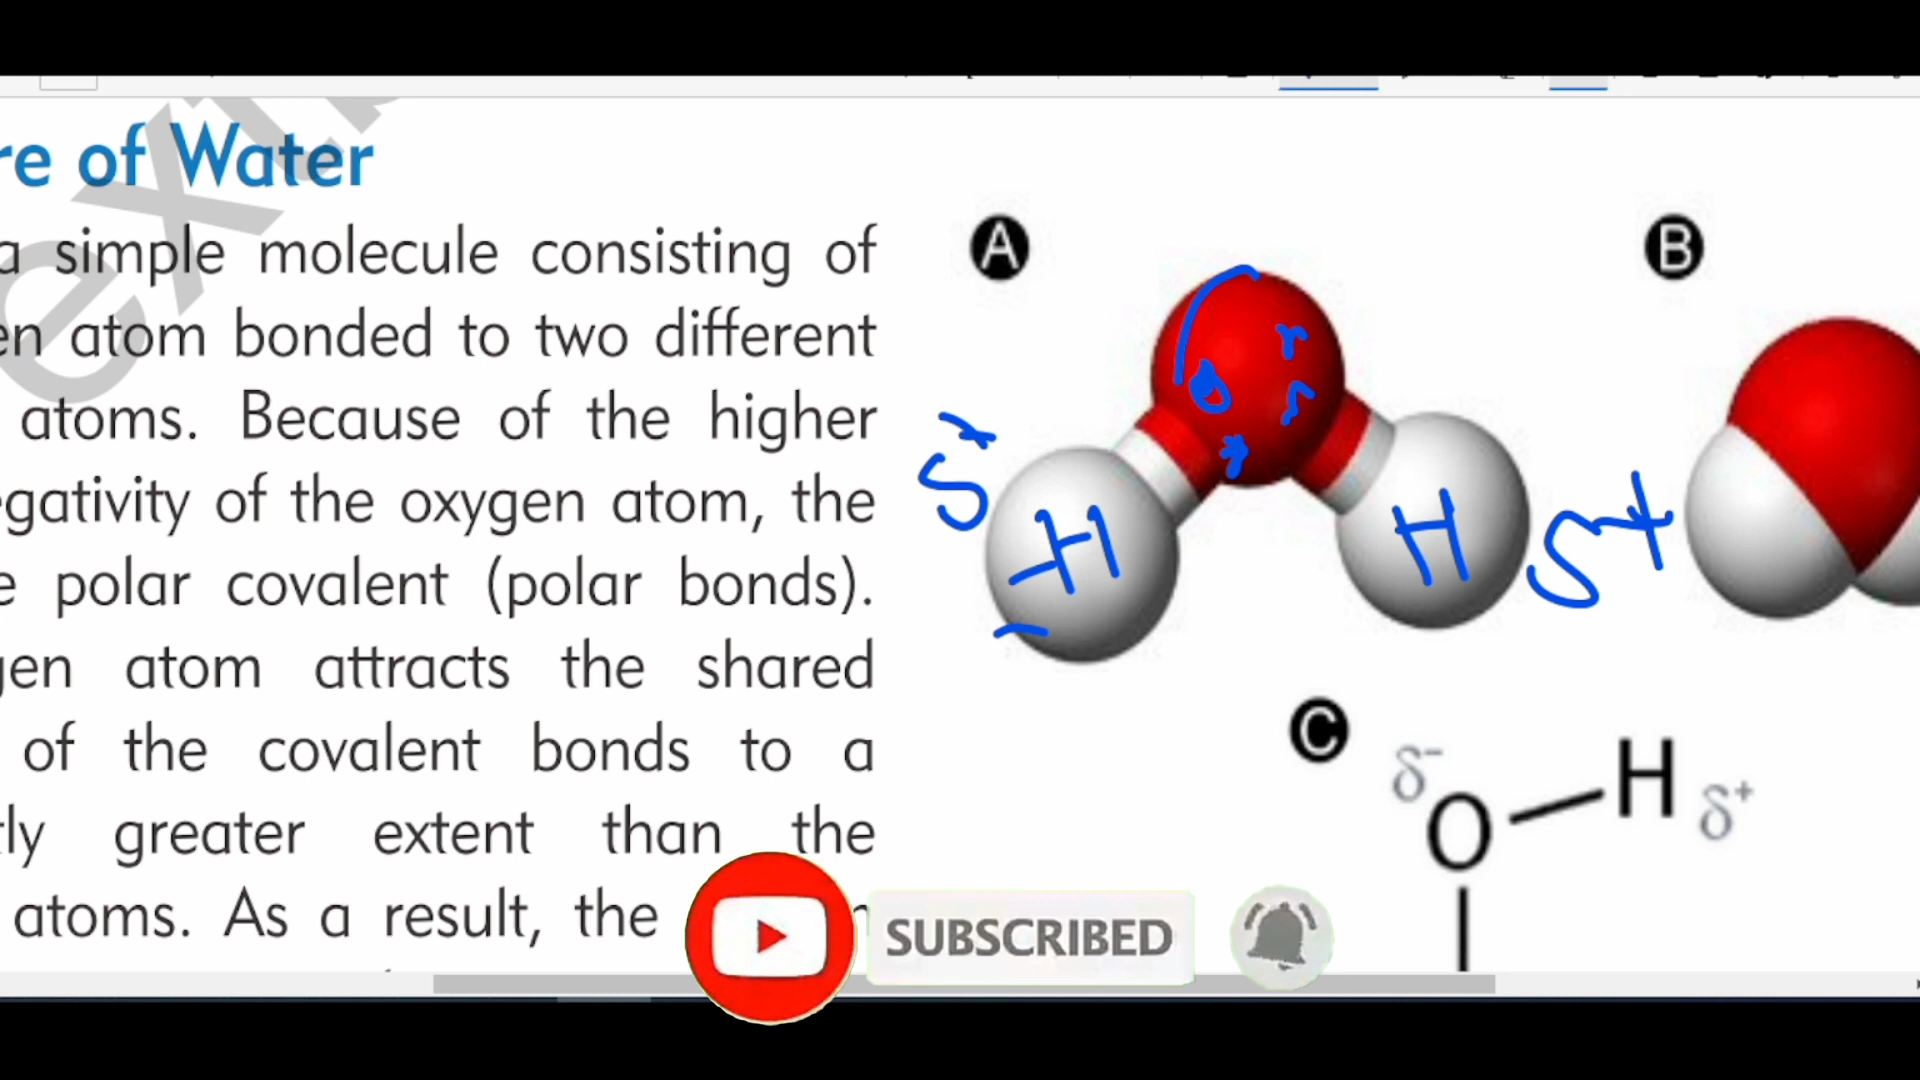 re of Water
a simple molecule consisting of
en atom bonded to two different
atoms. Because of the higher
egativity of the oxygen atom, the
e polar covalent (polar bonds).
gen atom attracts the shared
of the covalent bonds to a
tly greater extent than the
atoms. As a result, the
A
B
H
H
δ+
C
δ-
O
H
δ+
SUBSCRIBED